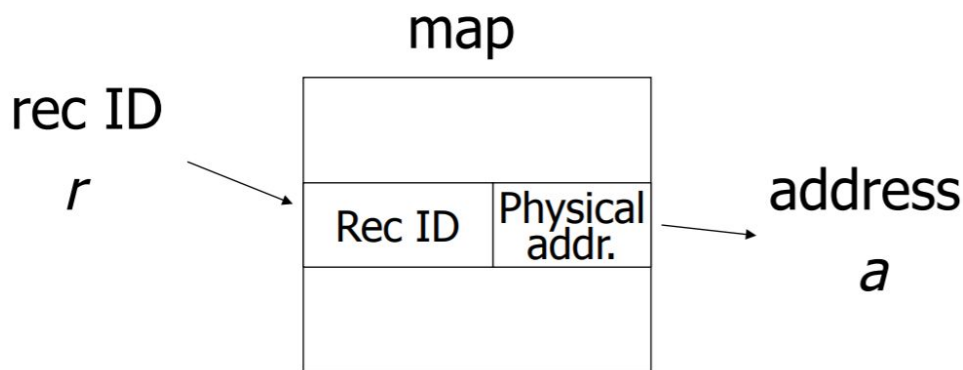 map
rec ID
r
Rec ID
Physical
addr.
address
a